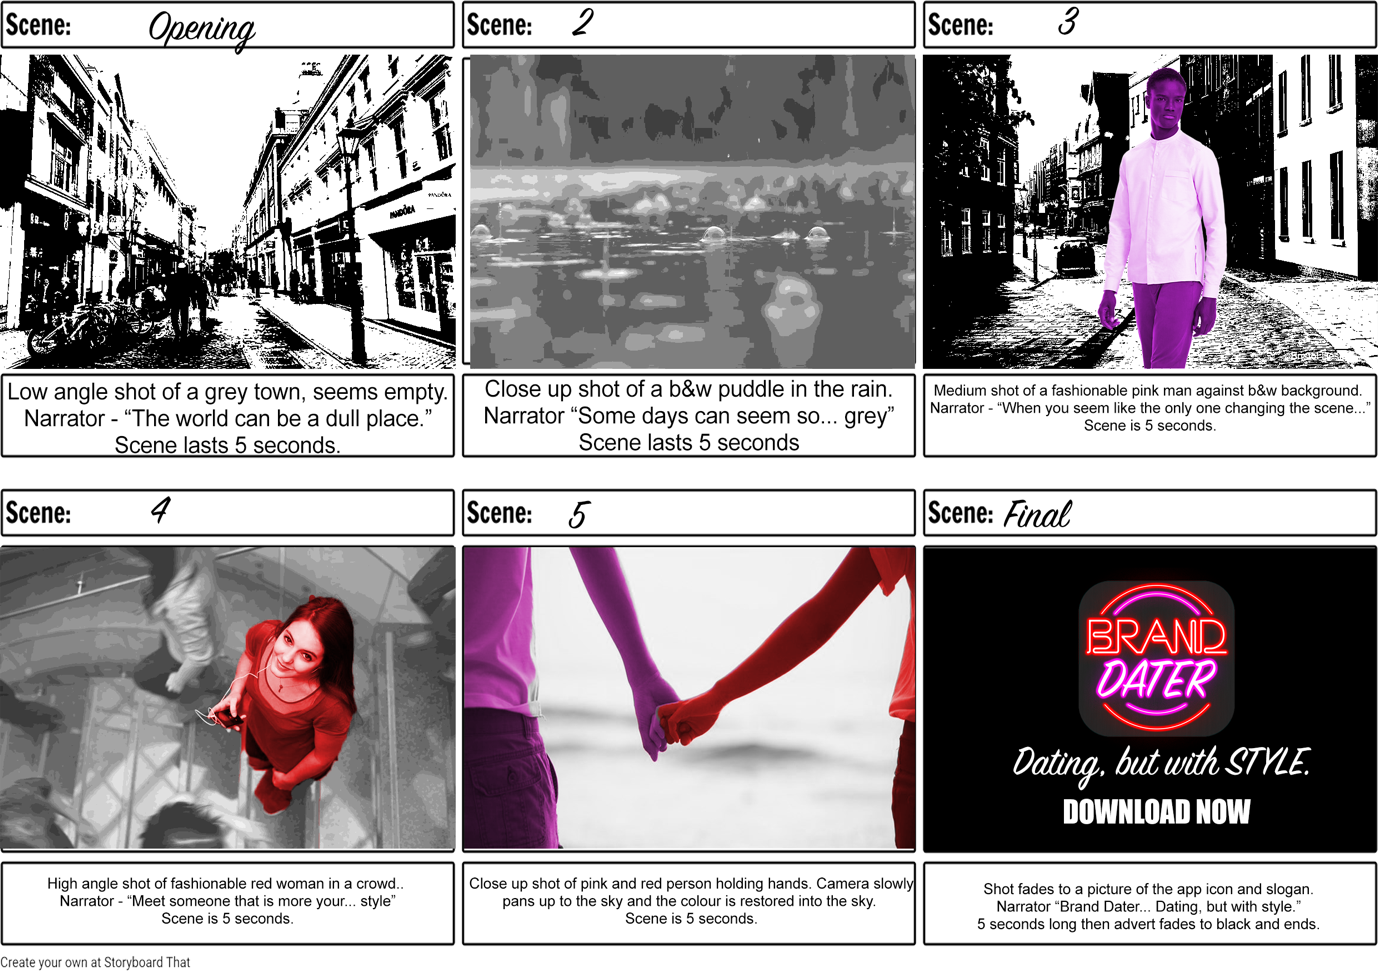 Scene: Opening
Scene: 2
Scene: 3
PANDÖRA
PANDÖRA
Low angle shot of a grey town, seems empty.
Narrator - “The world can be a dull place.”
Scene lasts 5 seconds.
Close up shot of a b&w puddle in the rain.
Narrator “Some days can seem so... grey”
Scene lasts 5 seconds
Medium shot of a fashionable pink man against b&w background.
Narrator - “When you seem like the only one changing the scene...”
Scene is 5 seconds.
Scene: 4
Scene: 5
Scene: Final
BRAND
DATER
Dating, but with STYLE.
DOWNLOAD NOW
High angle shot of fashionable red woman in a crowd..
Narrator - “Meet someone that is more your... style”
Scene is 5 seconds.
Close up shot of pink and red person holding hands. Camera slowly
pans up to the sky and the colour is restored into the sky.
Scene is 5 seconds.
Shot fades to a picture of the app icon and slogan.
Narrator “Brand Dater... Dating, but with style.”
5 seconds long then advert fades to black and ends.
Create your own at Storyboard That